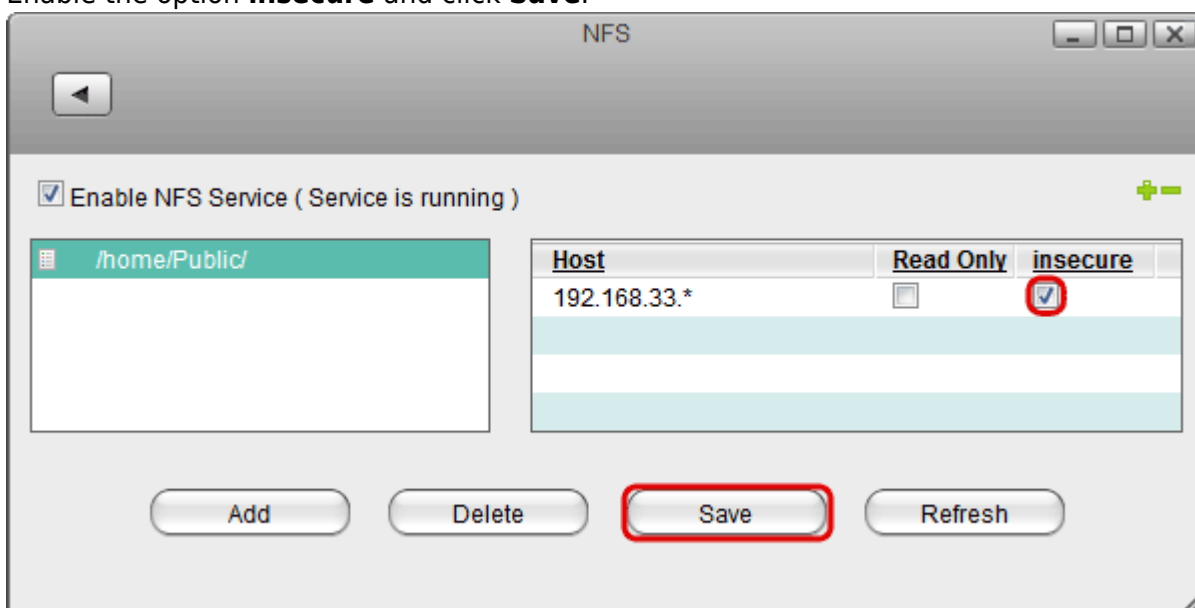 Enable the option insecure and click Save.
NFS
Enable NFS Service ( Service is running )
/home/Public/
Host Read Only insecure
192.168.33.*
Add Delete Save Refresh